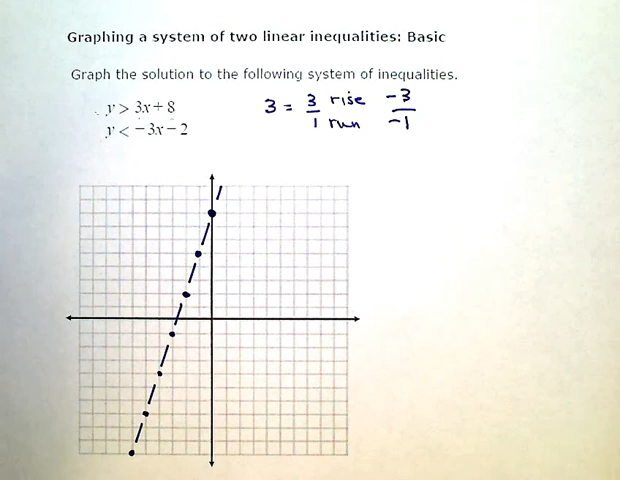 Graphing a system of two linear inequalities: Basic
Graph the solution to the following system of inequalities.
y > 3x + 8
y < −3x − 2
3 = 3/1 rise/run −3/−1